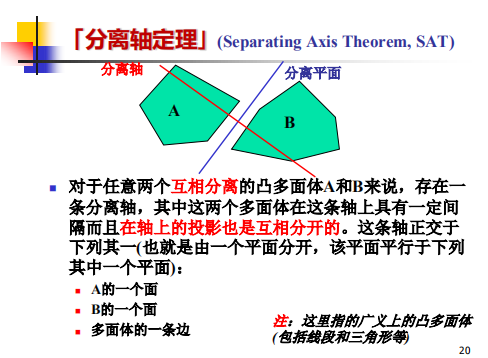 「分离轴定理」(Separating Axis Theorem, SAT)
分离轴
分离平面
A
B
对于任意两个互相分离的凸多面体A和B来说，存在一
条分离轴，其中这两个多面体在这条轴上具有一定间
隔而且在轴上的投影也是互相分开的。这条轴正交于
下列其一(也就是由一个平面分开，该平面平行于下列
其中一个平面)：
A的一个面
B的一个面
多面体的一条边
注：这里指的广义上的凸多面体
(包括线段和三角形等)
20